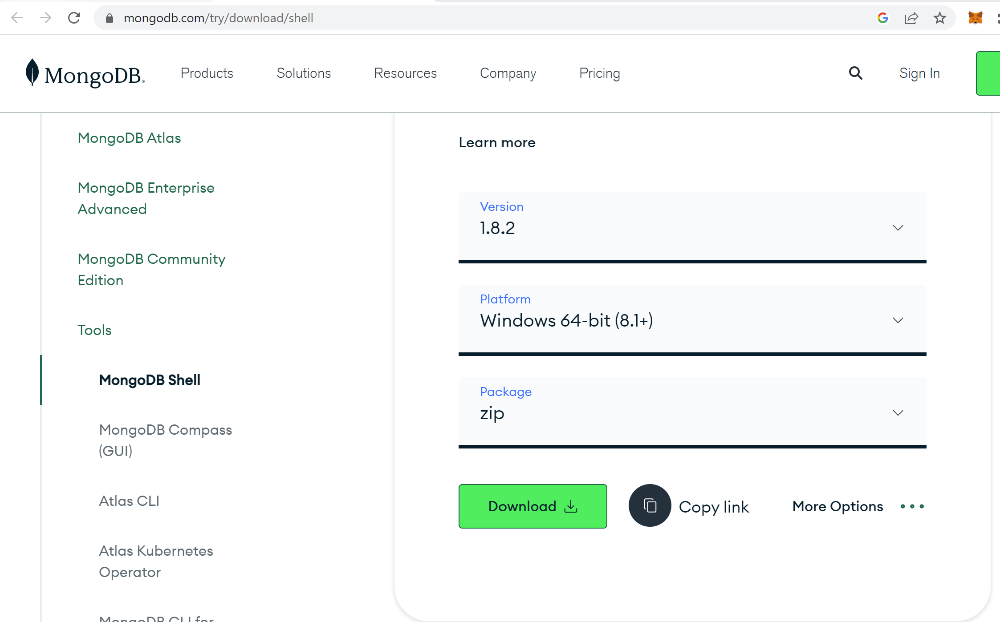 mongodb.com/try/download/shell
MongoDB®
Products
Solutions
Resources
Company
Pricing
Sign In
MongoDB Atlas
MongoDB Enterprise
Advanced
MongoDB Community
Edition
Tools
MongoDB Shell
MongoDB Compass
(GUI)
Atlas CLI
Atlas Kubernetes
Operator
MongoDB CLI for
Learn more
Version
1.8.2
Platform
Windows 64-bit (8.1+)
Package
zip
Download
Copy link
More Options